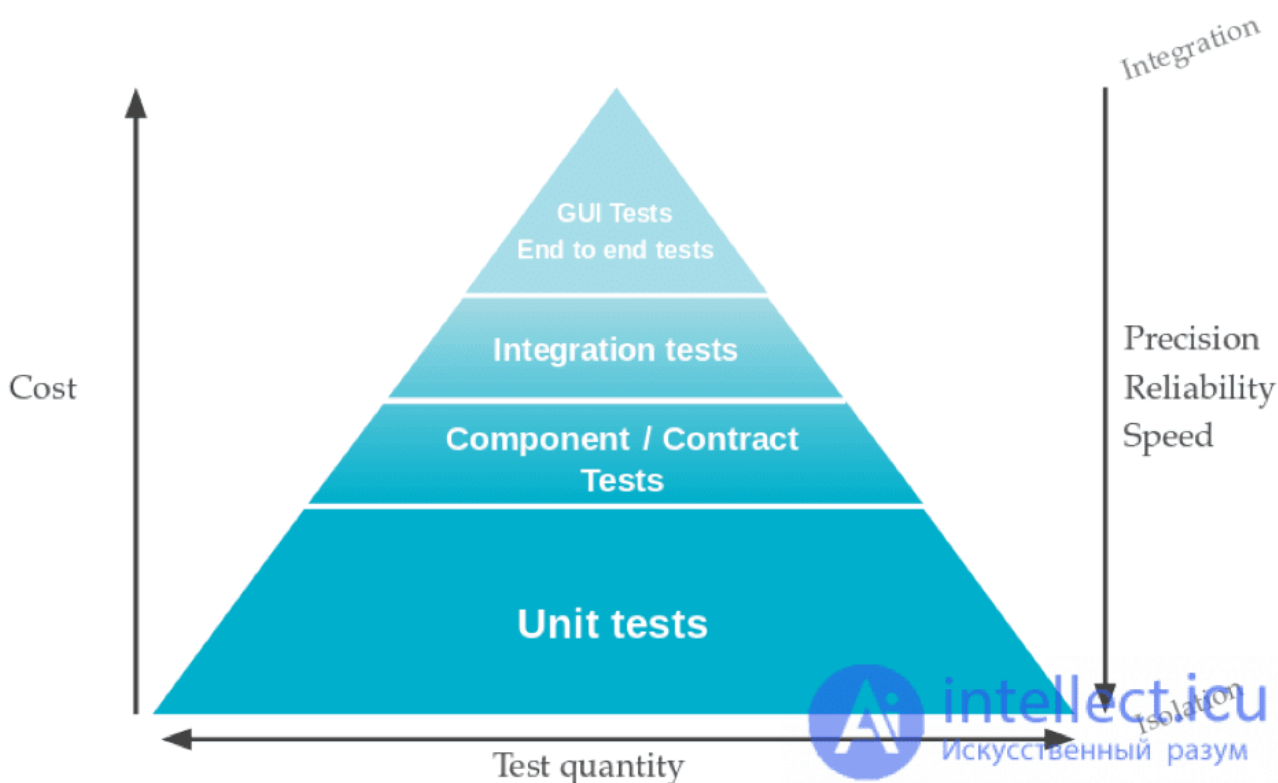 Integration
GUI Tests
End to end tests
Integration tests
Component / Contract
Tests
Unit tests
Cost
Precision
Reliability
Speed
Isolation
Test quantity
Ai
intellect.icu
Искусственный разум